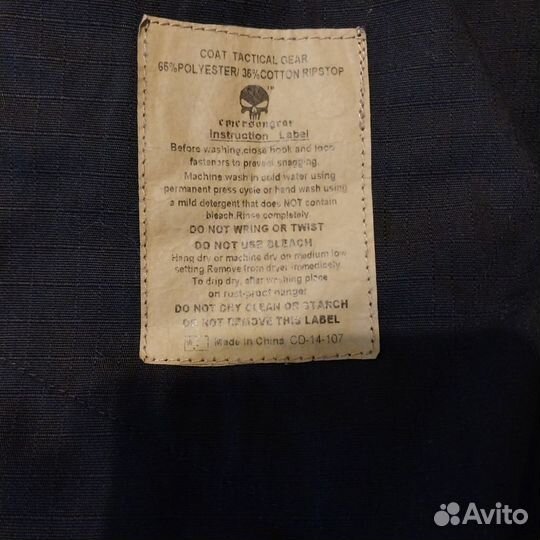 COAT TACTICAL GEAR
65%POLYESTER/ 35%COTTON RIPSTOP
TM
emersongear
Instruction Label
Before washing,close hook and loop
fasteners to prevent snagging.
Machine wash in cold water using
permanent press cycle or hand wash using
a mild detergent that does NOT contain
bleach.Rinse completely.
DO NOT WRING OR TWIST
DO NOT USE BLEACH
Hang dry or machine dry on medium low
setting Remove from dryer immediately.
To drip dry, after washing place
on rust-proof hanger
DO NOT DRY CLEAN OR STARCH
DO NOT REMOVE THIS LABEL
Made In China CD-14-107
Avito